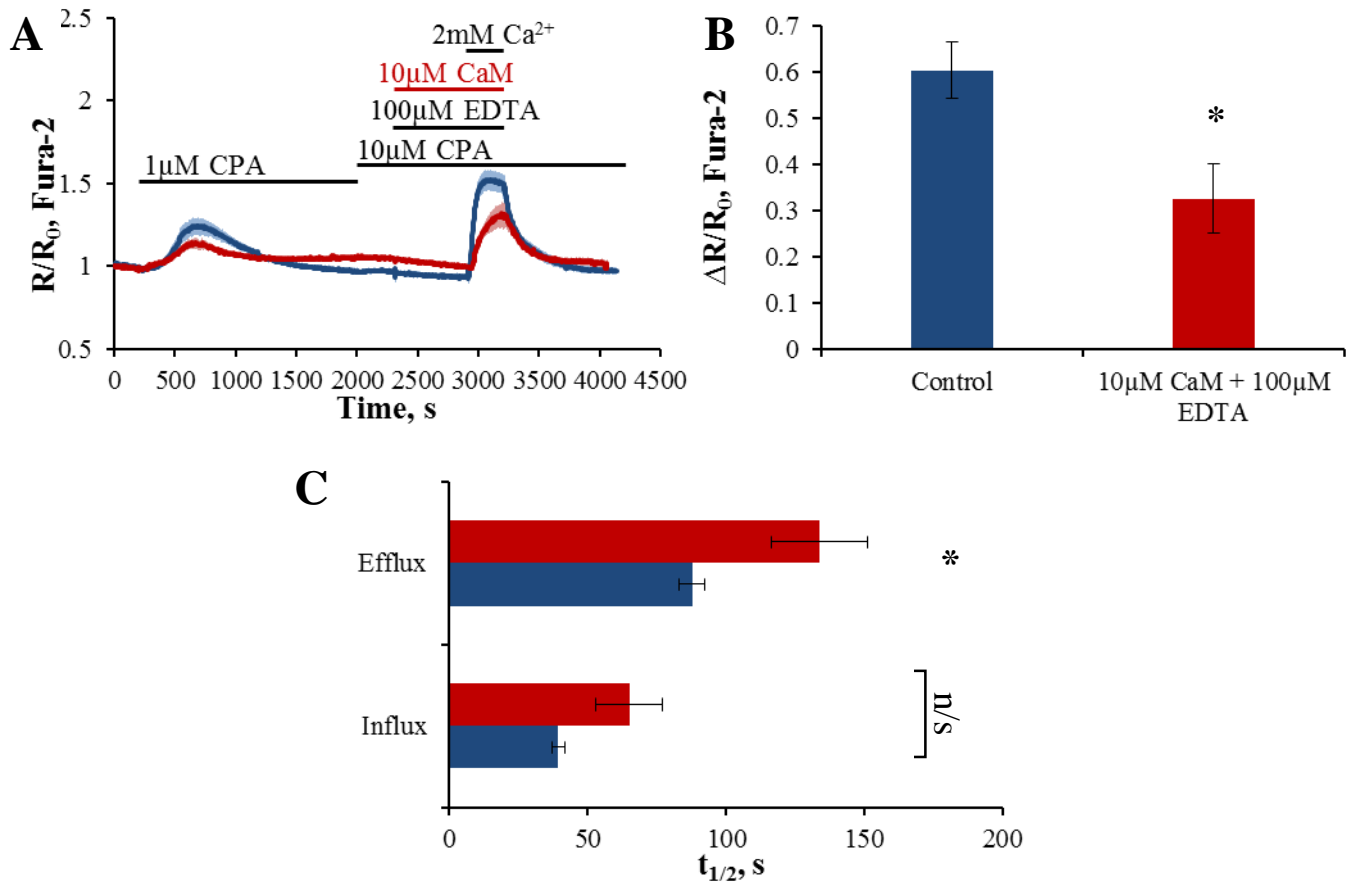 A
R/R₀, Fura-2
2.5
2
1.5
1
0.5
2mM Ca²⁺
10µM CaM
100µM EDTA
10µM CPA
1µM CPA
0 500 1000 1500 2000 2500 3000 3500 4000 4500
Time, s
B
ΔR/R₀, Fura-2
0.7
0.6
0.5
0.4
0.3
0.2
0.1
0
*
Control
10µM CaM + 100µM
EDTA
C
Efflux
*
Influx
n/s
0 50 100 150 200
t₁/₂, s